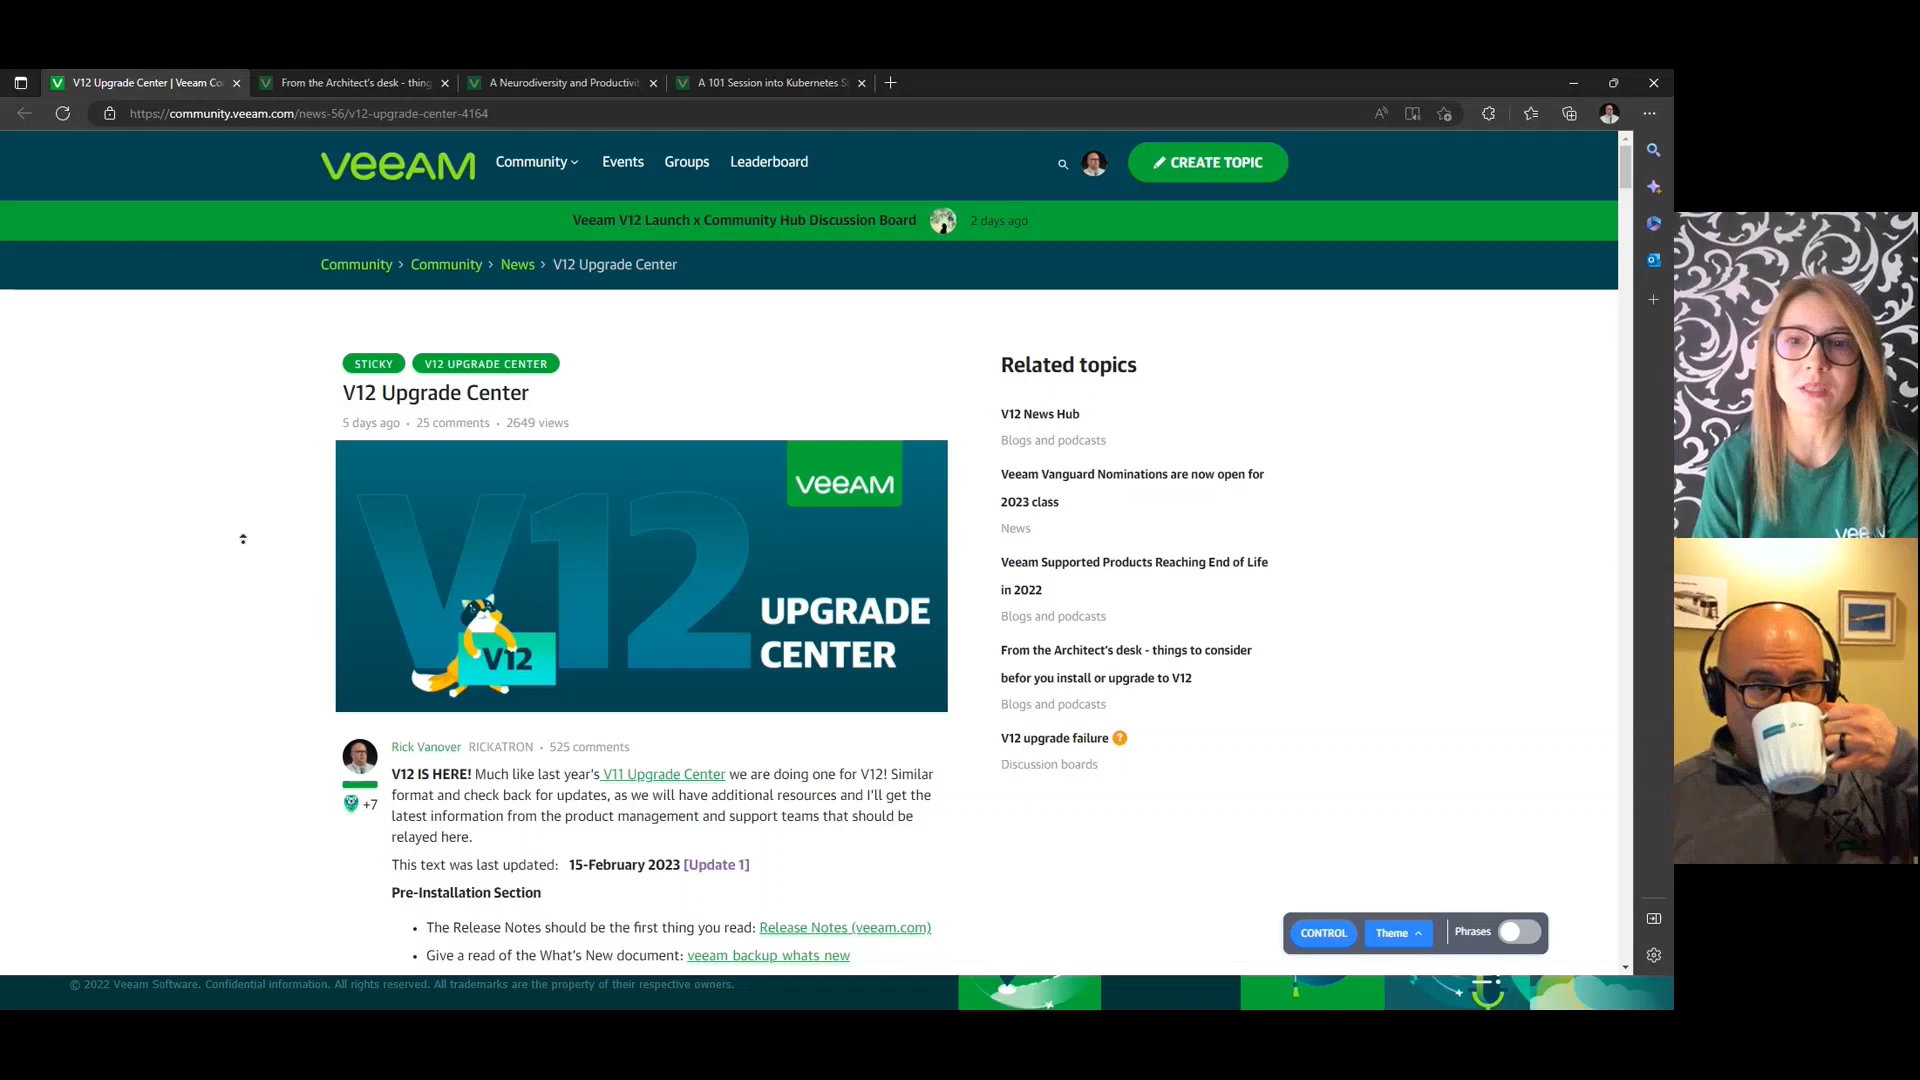 V12 Upgrade Center | Veeam Co
From the Architect's desk - thing
A Neurodiversity and Productivit
A 101 Session into Kubernetes S
https://community.veeam.com/news-56/v12-upgrade-center-4164
veeam Community Events Groups Leaderboard
CREATE TOPIC
Veeam V12 Launch x Community Hub Discussion Board 2 days ago
Community > Community > News > V12 Upgrade Center
STICKY V12 UPGRADE CENTER
V12 Upgrade Center
5 days ago • 25 comments • 2649 views
V12
veeam
V12
UPGRADE
CENTER
Rick Vanover RICKATRON • 525 comments
+7
V12 IS HERE! Much like last year's V11 Upgrade Center we are doing one for V12! Similar
format and check back for updates, as we will have additional resources and I'll get the
latest information from the product management and support teams that should be
relayed here.
This text was last updated: 15-February 2023 [Update 1]
Pre-Installation Section
• The Release Notes should be the first thing you read: Release Notes (veeam.com)
• Give a read of the What's New document: veeam backup whats new
Related topics
V12 News Hub
Blogs and podcasts
Veeam Vanguard Nominations are now open for
2023 class
News
Veeam Supported Products Reaching End of Life
in 2022
Blogs and podcasts
From the Architect's desk - things to consider
befor you install or upgrade to V12
Blogs and podcasts
V12 upgrade failure ?
Discussion boards
CONTROL Theme Phrases
© 2022 Veeam Software. Confidential information. All rights reserved. All trademarks are the property of their respective owners.